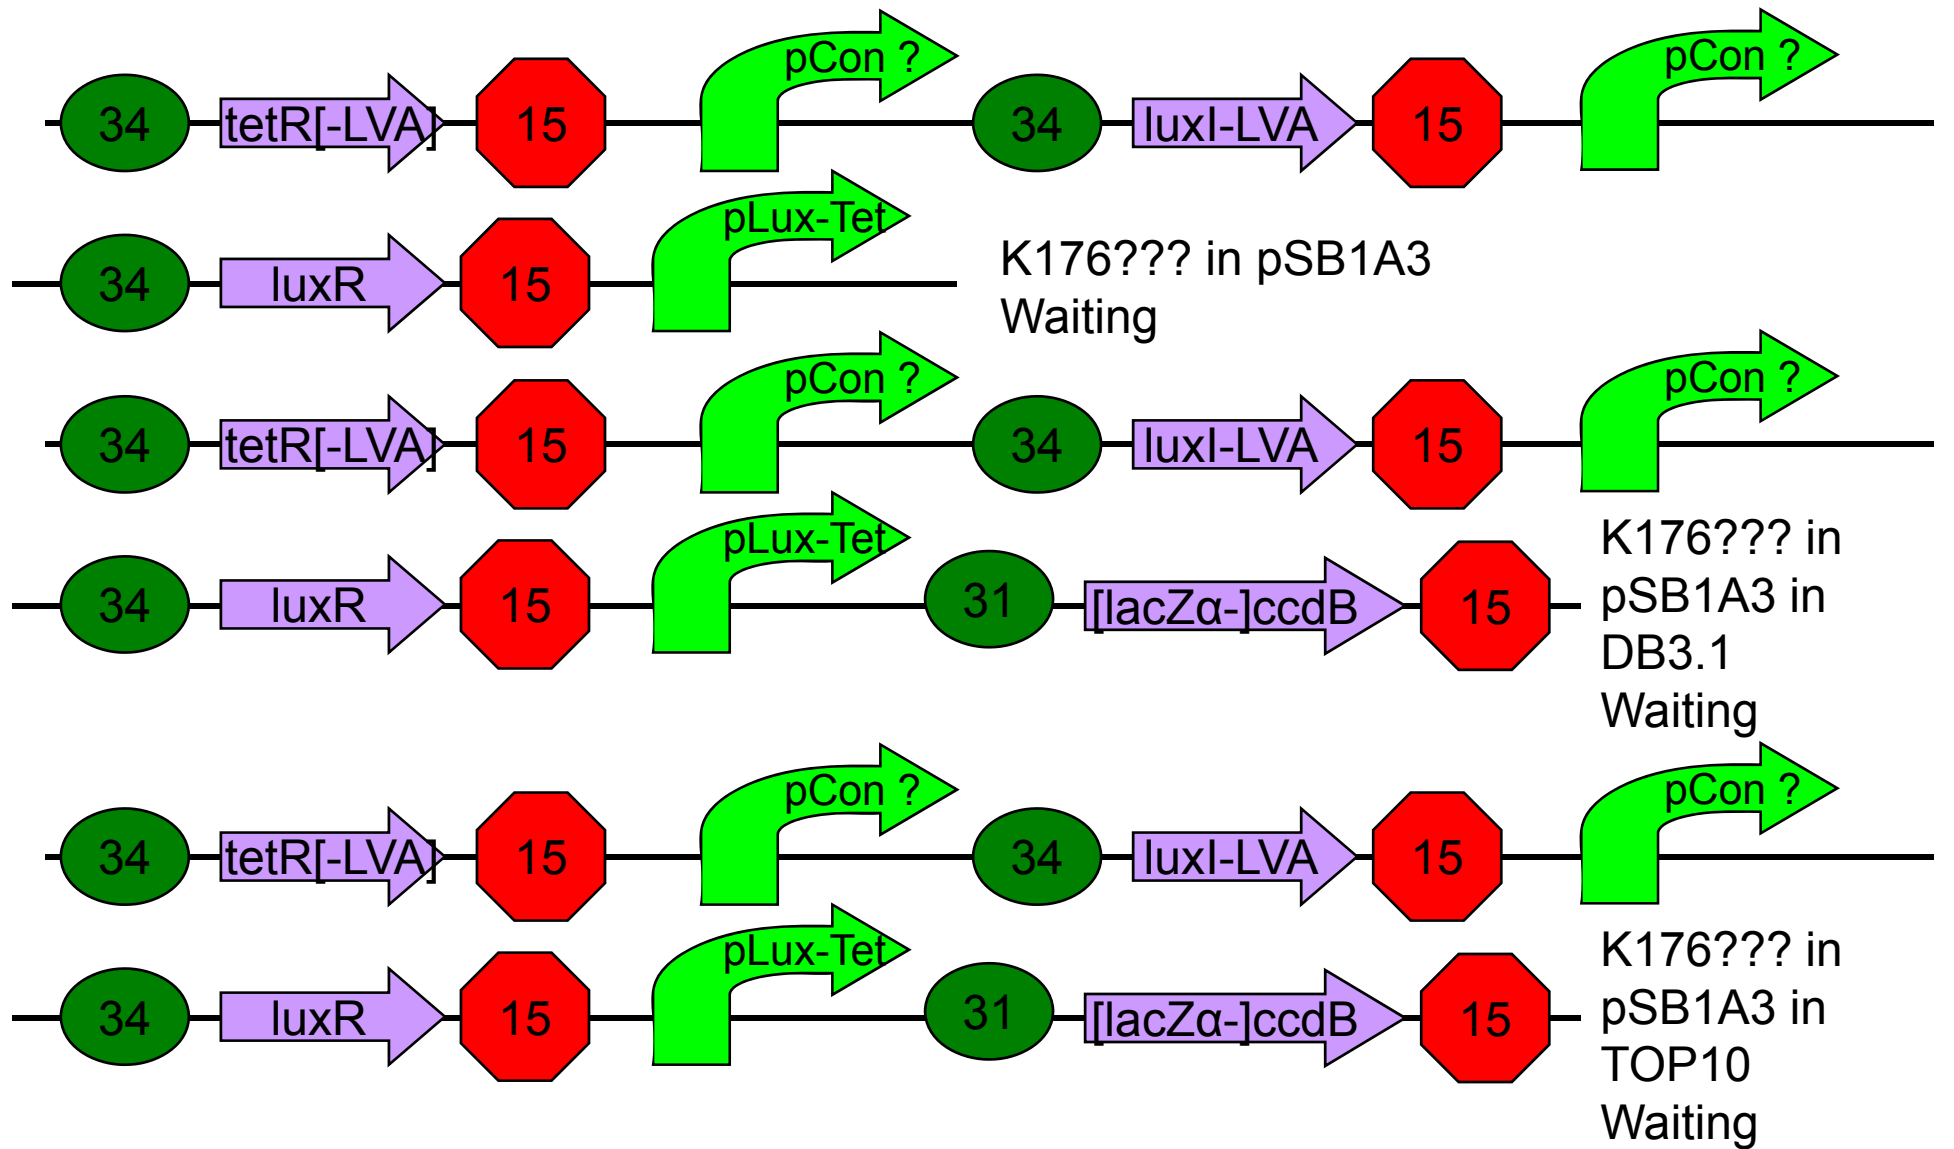 34 tetR[-LVA] 15 pCon ? 34 luxI-LVA 15 pCon ?
34 luxR 15 pLux-Tet K176??? in pSB1A3
Waiting
34 tetR[-LVA] 15 pCon ? 34 luxI-LVA 15 pCon ?
34 luxR 15 pLux-Tet 31 [lacZα-]ccdB 15
K176??? in
pSB1A3 in
DB3.1
Waiting
34 tetR[-LVA] 15 pCon ? 34 luxI-LVA 15 pCon ?
34 luxR 15 pLux-Tet 31 [lacZα-]ccdB 15
K176??? in
pSB1A3 in
TOP10
Waiting